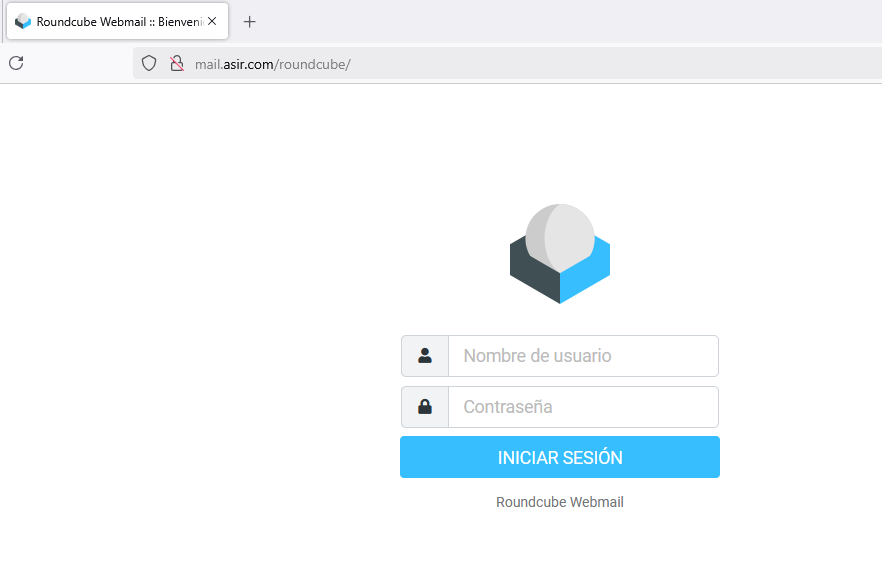 Roundcube Webmail :: Bienveni
mail.asir.com/roundcube/
Nombre de usuario
Contraseña
INICIAR SESIÓN
Roundcube Webmail